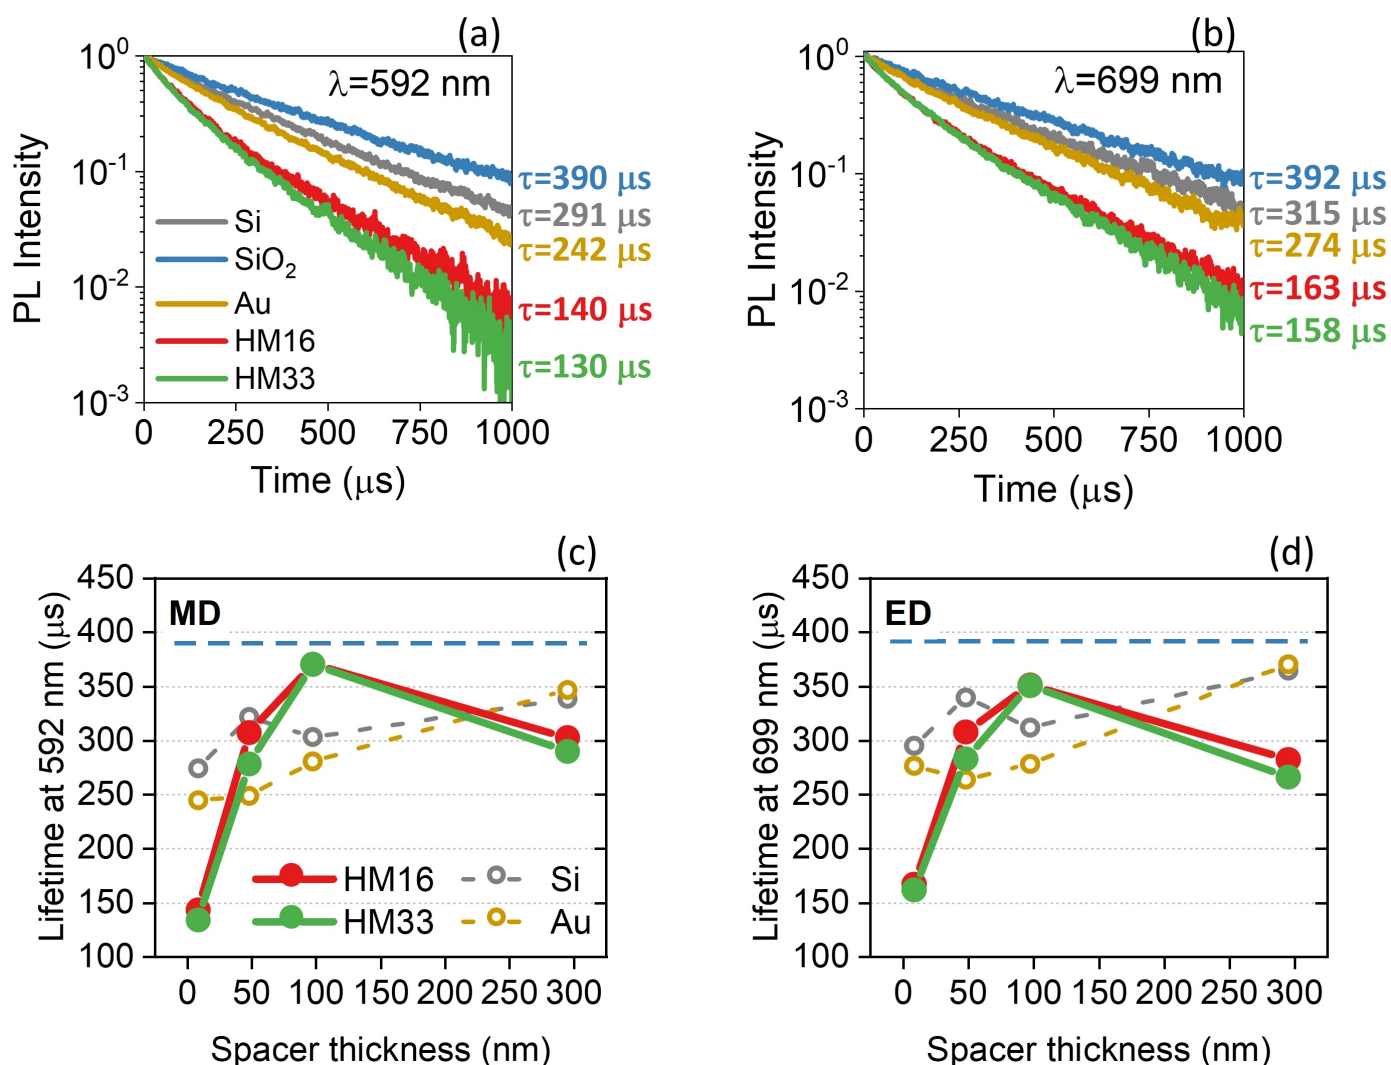 (a)
λ=592 nm
PL Intensity
10^0
10^-1
10^-2
10^-3
Si
SiO₂
Au
HM16
HM33
τ=390 μs
τ=291 μs
τ=242 μs
τ=140 μs
τ=130 μs
0 250 500 750 1000
Time (μs)
(b)
λ=699 nm
PL Intensity
10^0
10^-1
10^-2
10^-3
τ=392 μs
τ=315 μs
τ=274 μs
τ=163 μs
τ=158 μs
0 250 500 750 1000
Time (μs)
(c)
MD
Lifetime at 592 nm (μs)
450
400
350
300
250
200
150
100
HM16 Si
HM33 Au
0 50 100 150 200 250 300
Spacer thickness (nm)
(d)
ED
Lifetime at 699 nm (μs)
450
400
350
300
250
200
150
100
0 50 100 150 200 250 300
Spacer thickness (nm)